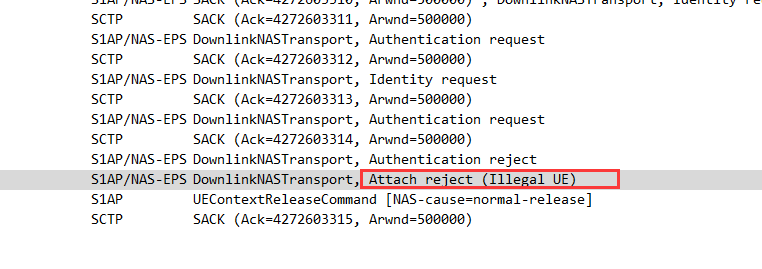 SCTP SACK (Ack=4272603310, Arwnd=500000) , DownlinkNASTransport, Identity re
SCTP SACK (Ack=4272603311, Arwnd=500000)
S1AP/NAS-EPS DownlinkNASTransport, Authentication request
SCTP SACK (Ack=4272603312, Arwnd=500000)
S1AP/NAS-EPS DownlinkNASTransport, Identity request
SCTP SACK (Ack=4272603313, Arwnd=500000)
S1AP/NAS-EPS DownlinkNASTransport, Authentication request
SCTP SACK (Ack=4272603314, Arwnd=500000)
S1AP/NAS-EPS DownlinkNASTransport, Authentication reject
S1AP/NAS-EPS DownlinkNASTransport, Attach reject (Illegal UE)
S1AP UEContextReleaseCommand [NAS-cause=normal-release]
SCTP SACK (Ack=4272603315, Arwnd=500000)